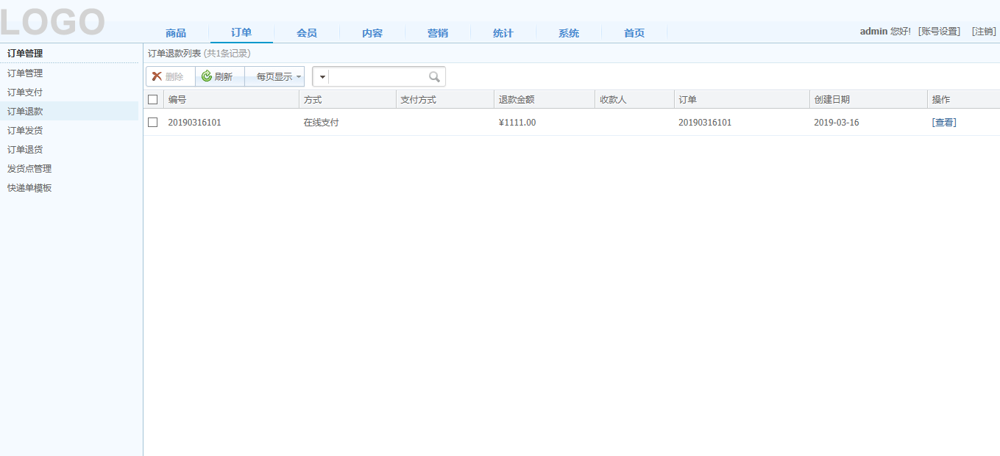 LOGO
商品 订单 会员 内容 营销 统计 系统 首页
admin 您好! [账号设置] [注销]
订单管理
订单管理
订单支付
订单退款
订单发货
订单退货
发货点管理
快递单模板
订单退款列表 (共1条记录)
删除 刷新 每页显示
编号 方式 支付方式 退款金额 收款人 订单 创建日期 操作
20190316101 在线支付 ¥1111.00 20190316101 2019-03-16 [查看]